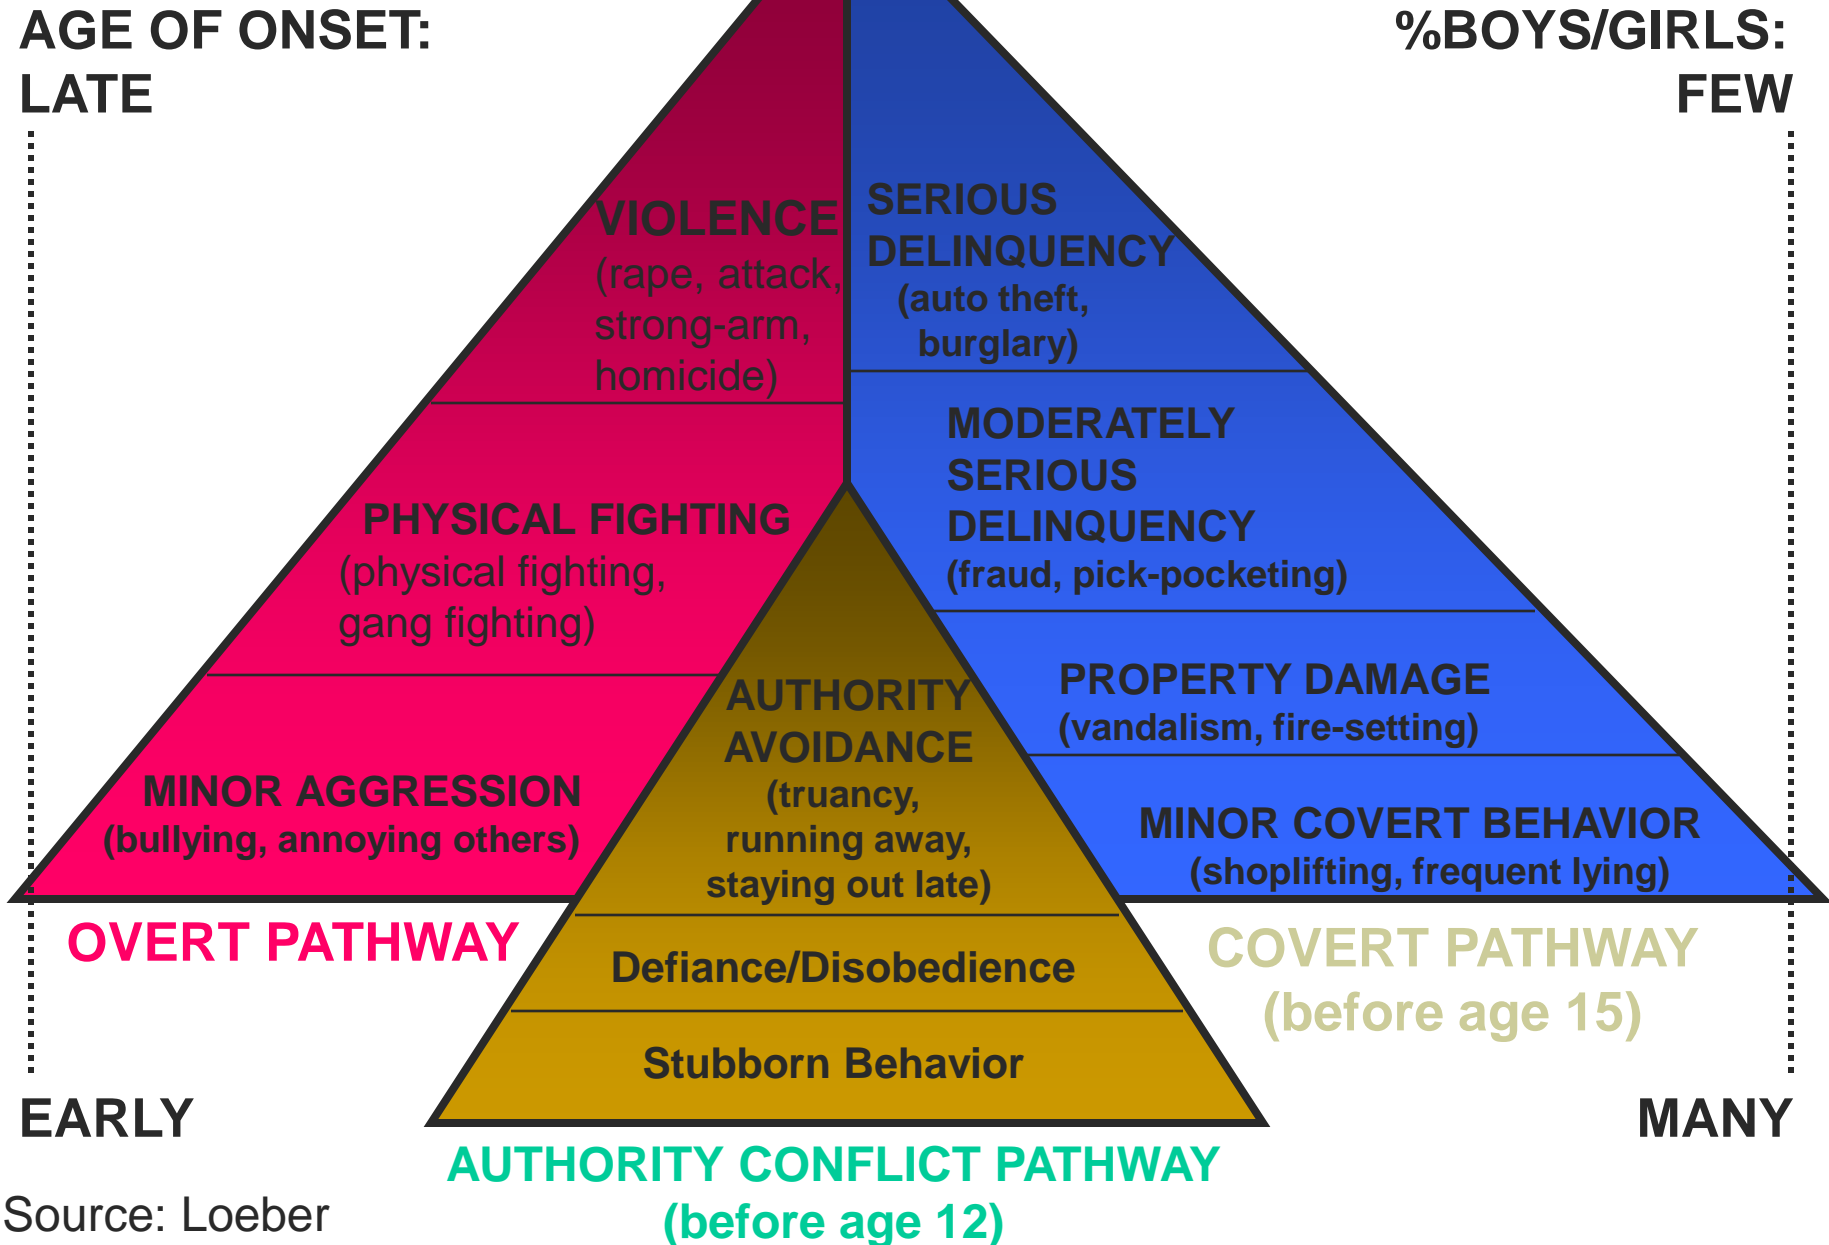 AGE OF ONSET:
LATE
%BOYS/GIRLS:
FEW
VIOLENCE
(rape, attack,
strong-arm,
homicide)
SERIOUS
DELINQUENCY
(auto theft,
burglary)
MODERATELY
SERIOUS
DELINQUENCY
(fraud, pick-pocketing)
PHYSICAL FIGHTING
(physical fighting,
gang fighting)
PROPERTY DAMAGE
(vandalism, fire-setting)
AUTHORITY
AVOIDANCE
(truancy,
running away,
staying out late)
MINOR AGGRESSION
(bullying, annoying others)
MINOR COVERT BEHAVIOR
(shoplifting, frequent lying)
OVERT PATHWAY
Defiance/Disobedience
COVERT PATHWAY
(before age 15)
Stubborn Behavior
EARLY
MANY
AUTHORITY CONFLICT PATHWAY
(before age 12)
Source: Loeber